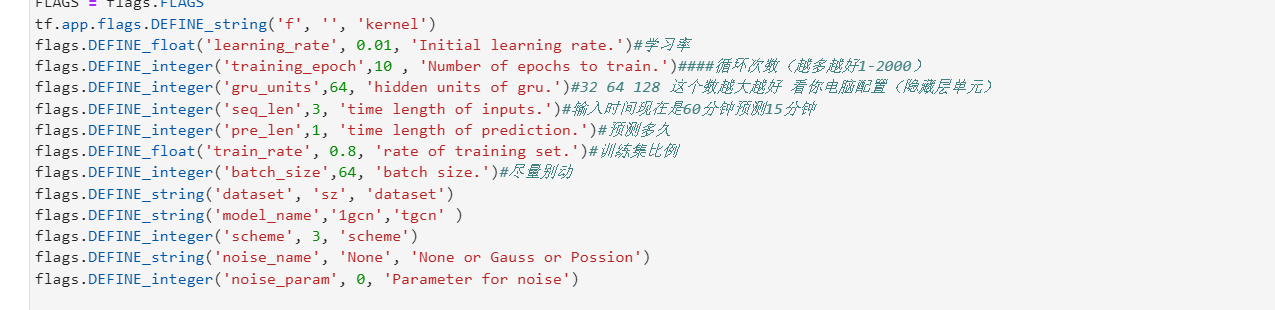 FLAGS = flags.FLAGS
tf.app.flags.DEFINE_string('f', '', 'kernel')
flags.DEFINE_float('learning_rate', 0.01, 'Initial learning rate.')#学习率
flags.DEFINE_integer('training_epoch',10 , 'Number of epochs to train.')####循环次数（越多越好1-2000）
flags.DEFINE_integer('gru_units',64, 'hidden units of gru.')#32 64 128 这个数越大越好 看你电脑配置（隐藏层单元）
flags.DEFINE_integer('seq_len',3, 'time length of inputs.')#输入时间现在是60分钟预测15分钟
flags.DEFINE_integer('pre_len',1, 'time length of prediction.')#预测多久
flags.DEFINE_float('train_rate', 0.8, 'rate of training set.')#训练集比例
flags.DEFINE_integer('batch_size',64, 'batch size.')#尽量别动
flags.DEFINE_string('dataset', 'sz', 'dataset')
flags.DEFINE_string('model_name','1gcn','tgcn' )
flags.DEFINE_integer('scheme', 3, 'scheme')
flags.DEFINE_string('noise_name', 'None', 'None or Gauss or Possion')
flags.DEFINE_integer('noise_param', 0, 'Parameter for noise')